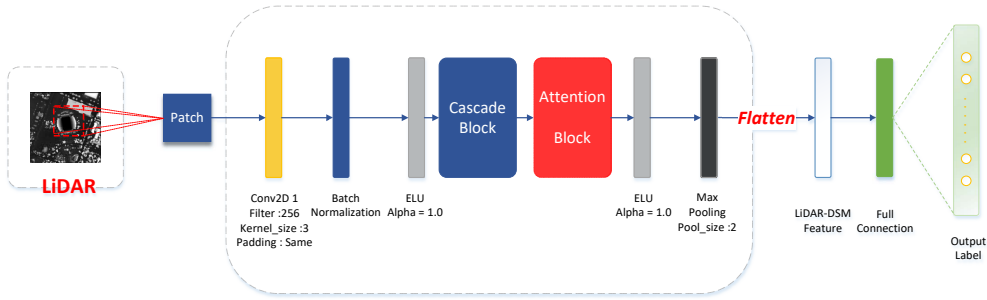 LiDAR
Patch
Conv2D 1
Filter :256
Kernel_size :3
Padding : Same
Batch
Normalization
ELU
Alpha = 1.0
Cascade
Block
Attention
Block
ELU
Alpha = 1.0
Max
Pooling
Pool_size :2
Flatten
LiDAR-DSM
Feature
Full
Connection
Output
Label